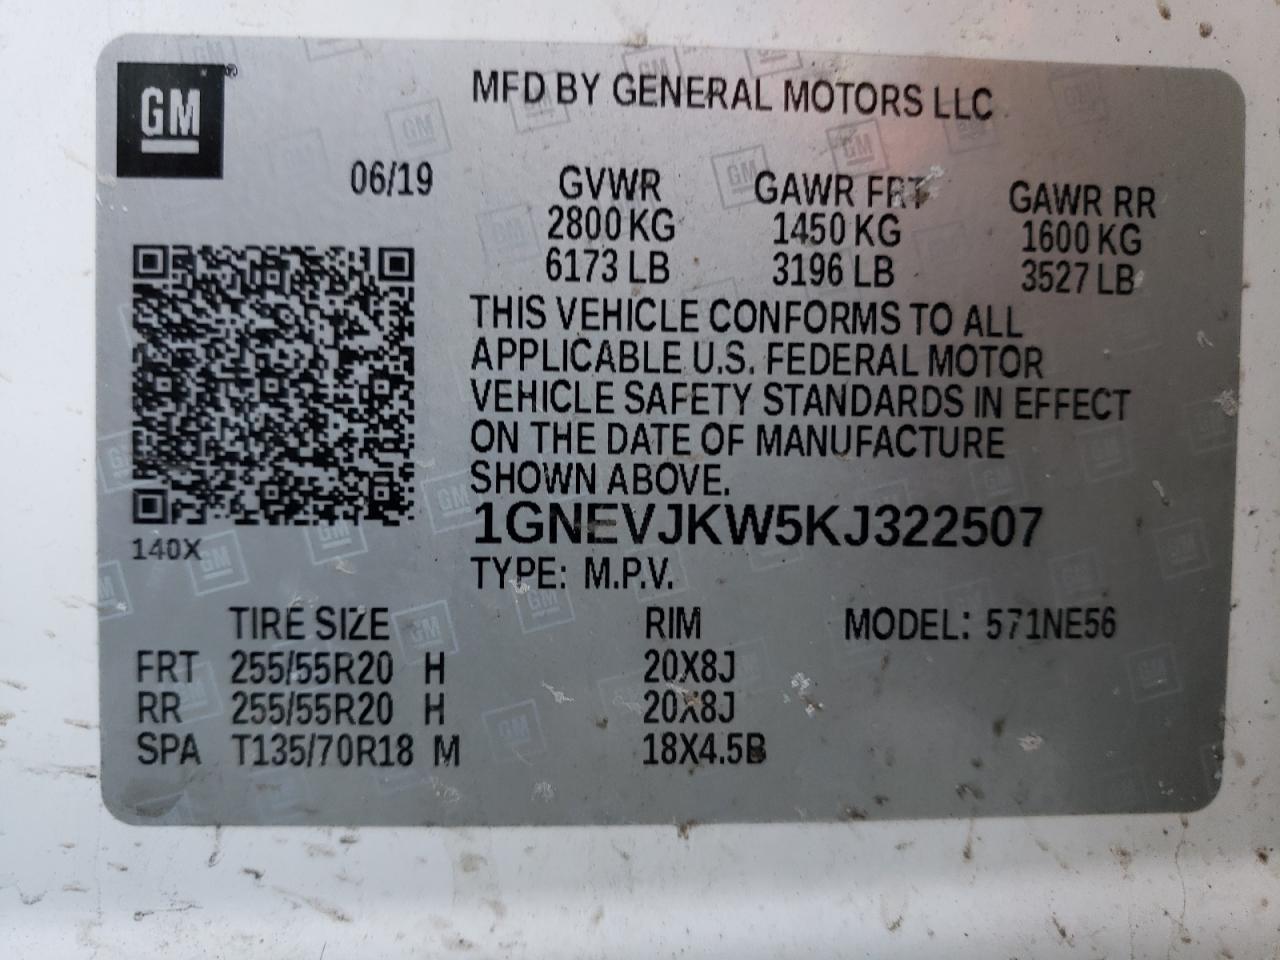 GM
®
MFD BY GENERAL MOTORS LLC
06/19
GVWR GAWR FRT GAWR RR
2800 KG 1450 KG 1600 KG
6173 LB 3196 LB 3527 LB
THIS VEHICLE CONFORMS TO ALL
APPLICABLE U.S. FEDERAL MOTOR
VEHICLE SAFETY STANDARDS IN EFFECT
ON THE DATE OF MANUFACTURE
SHOWN ABOVE.
1GNEVJKW5KJ322507
140X
TYPE: M.P.V.
TIRE SIZE RIM MODEL: 571NE56
FRT 255/55R20 H 20X8J
RR 255/55R20 H 20X8J
SPA T135/70R18 M 18X4.5B